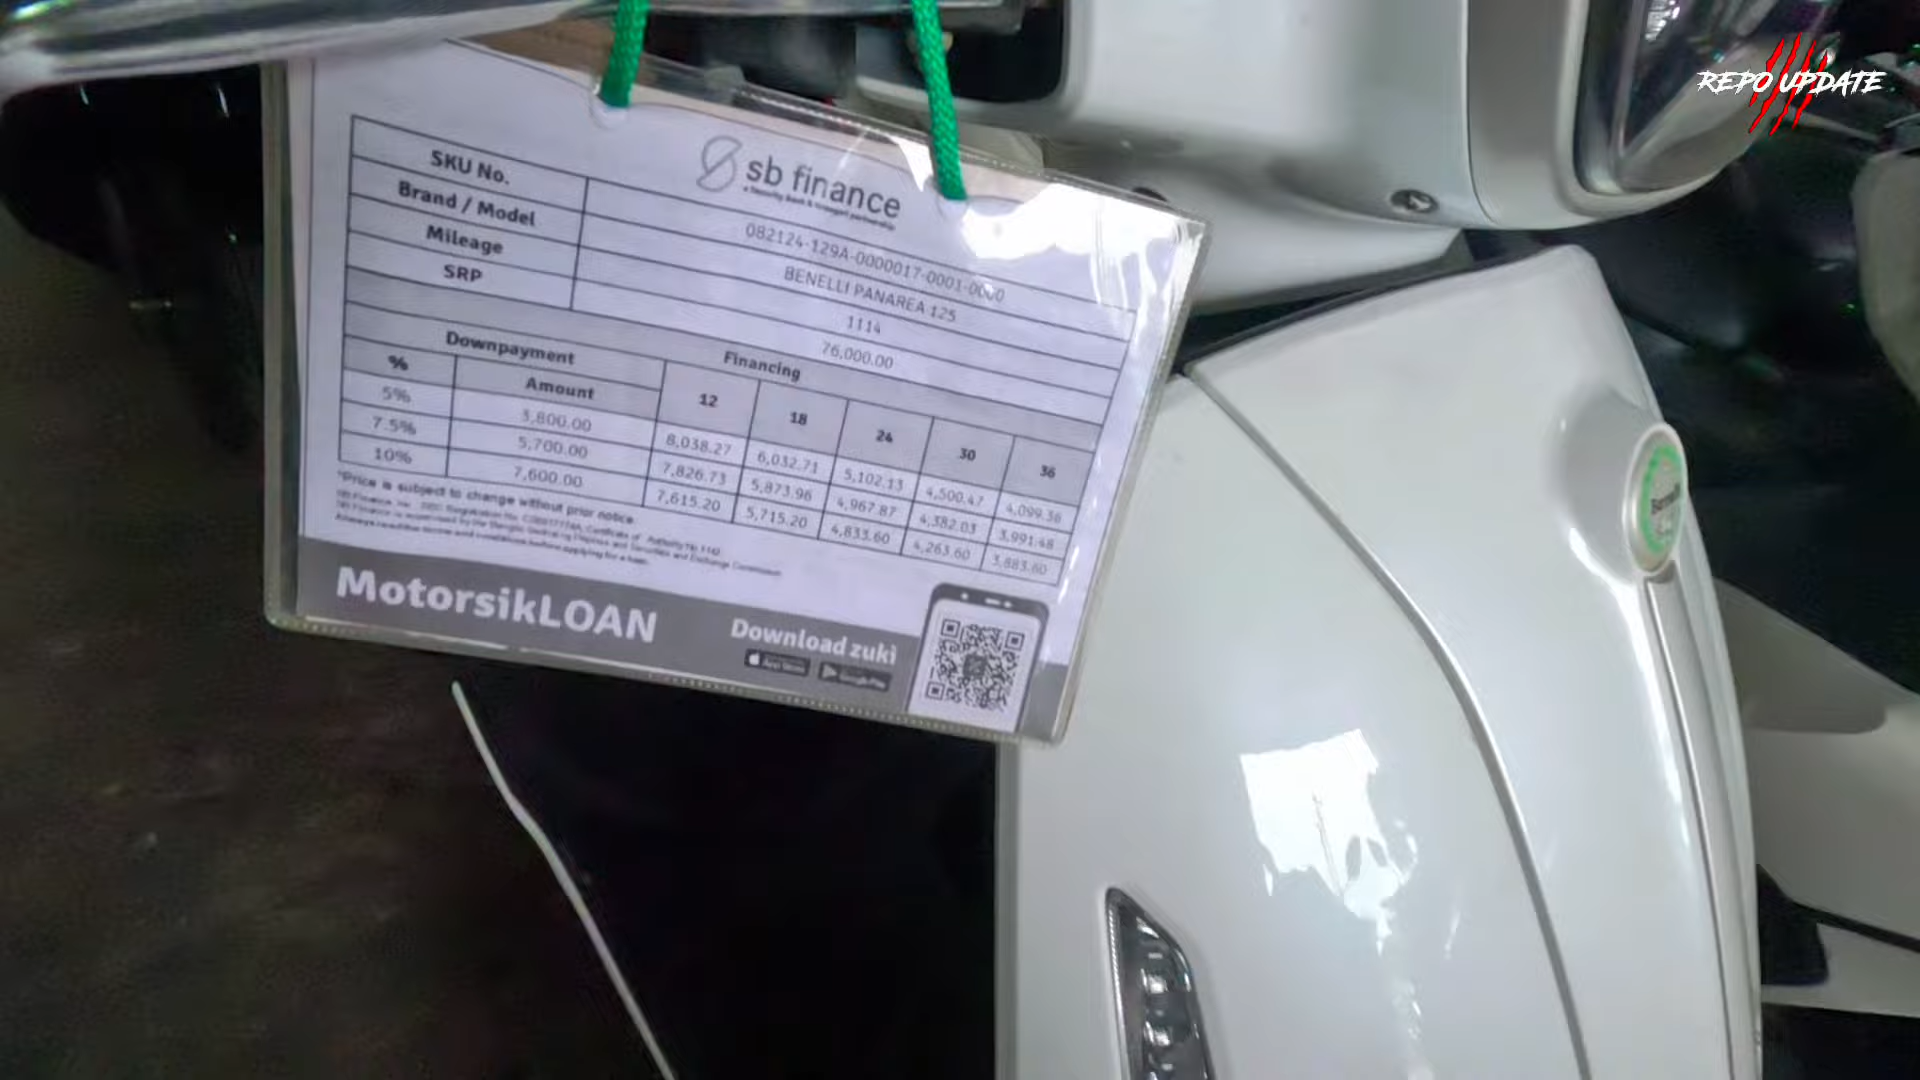 REPO UPDATE
sb finance
SKU No. 082124-129A-0000017-0001-0000
Brand / Model BENELLI PANAREA 125
Mileage 1114
SRP 76,000.00
Downpayment Financing
% Amount 12 18 24 30 36
5% 3,800.00 8,038.27 6,032.71 5,102.13 4,500.47 4,099.36
7.5% 5,700.00 7,826.73 5,873.96 4,967.87 4,382.03 3,991.48
10% 7,600.00 7,615.20 5,715.20 4,833.60 4,263.60 3,883.60
*Price is subject to change without prior notice
MotorsikLOAN
Download zuki
App Store Google Play